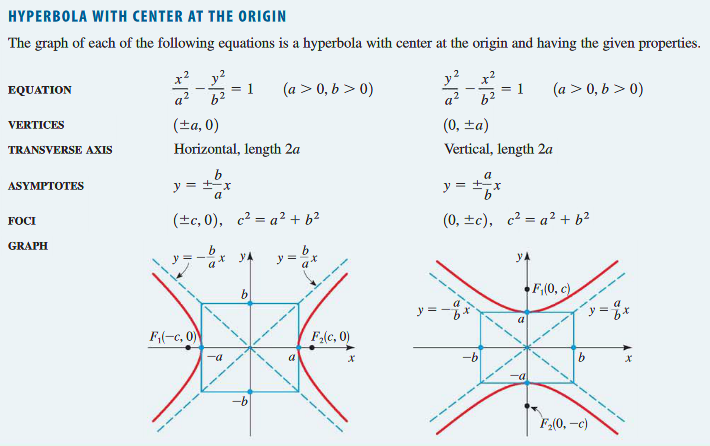 HYPERBOLA WITH CENTER AT THE ORIGIN
The graph of each of the following equations is a hyperbola with center at the origin and having the given properties.
EQUATION x²/a² − y²/b² = 1 (a > 0, b > 0) y²/a² − x²/b² = 1 (a > 0, b > 0)
VERTICES (±a, 0) (0, ±a)
TRANSVERSE AXIS Horizontal, length 2a Vertical, length 2a
ASYMPTOTES y = ±b/a x y = ±a/b x
FOCI (±c, 0), c² = a² + b² (0, ±c), c² = a² + b²
GRAPH
y = −b/a x y y = b/a x
b
F₁(−c, 0) F₂(c, 0)
−a a x
−b
y
F₁(0, c)
y = −a/b x y = a/b x
a
−b b x
−a
F₂(0, −c)